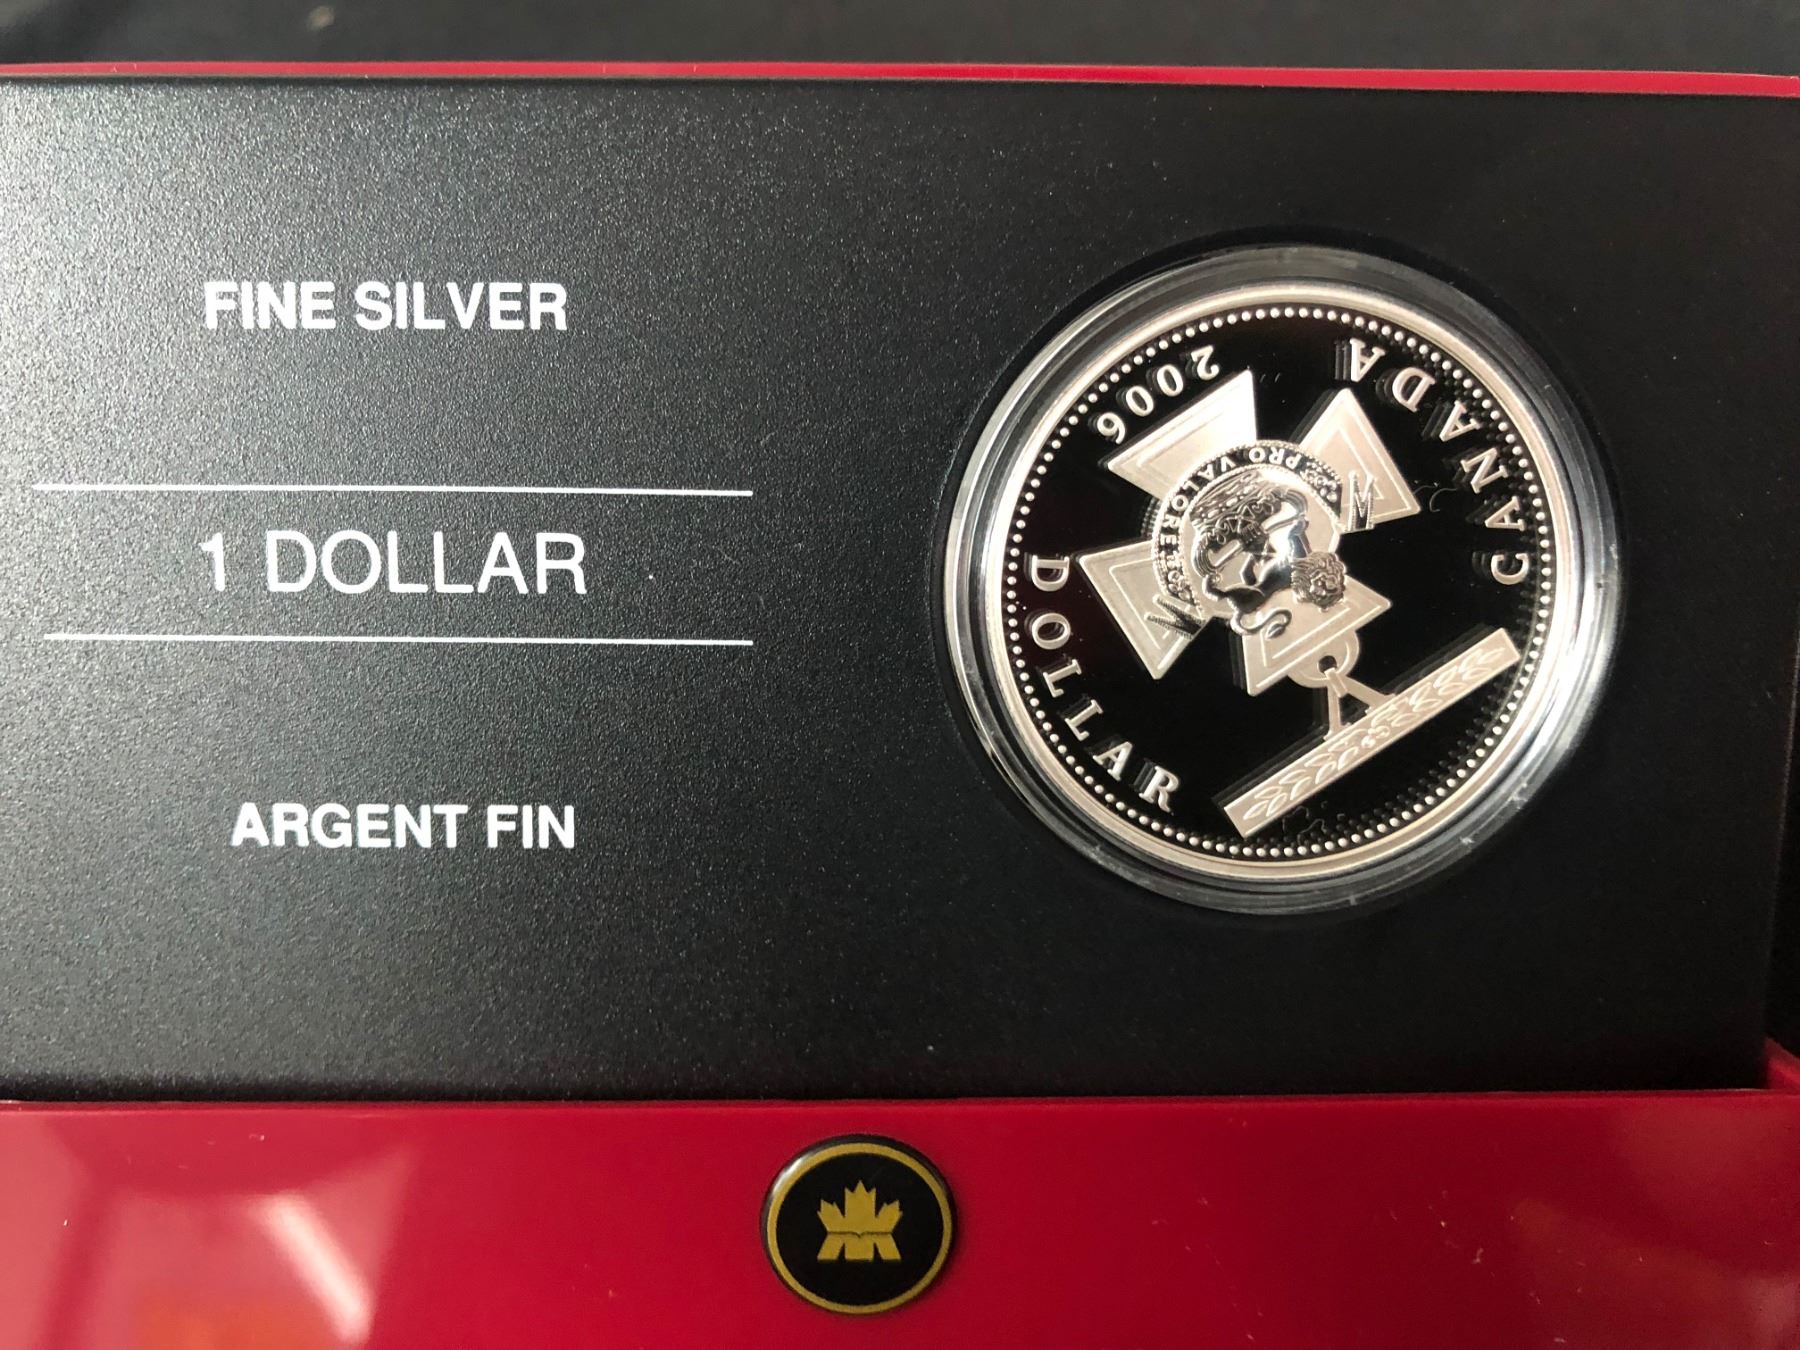 FINE SILVER
1 DOLLAR
ARGENT FIN
CANADA
2006
DOLLAR
PRO VALORE